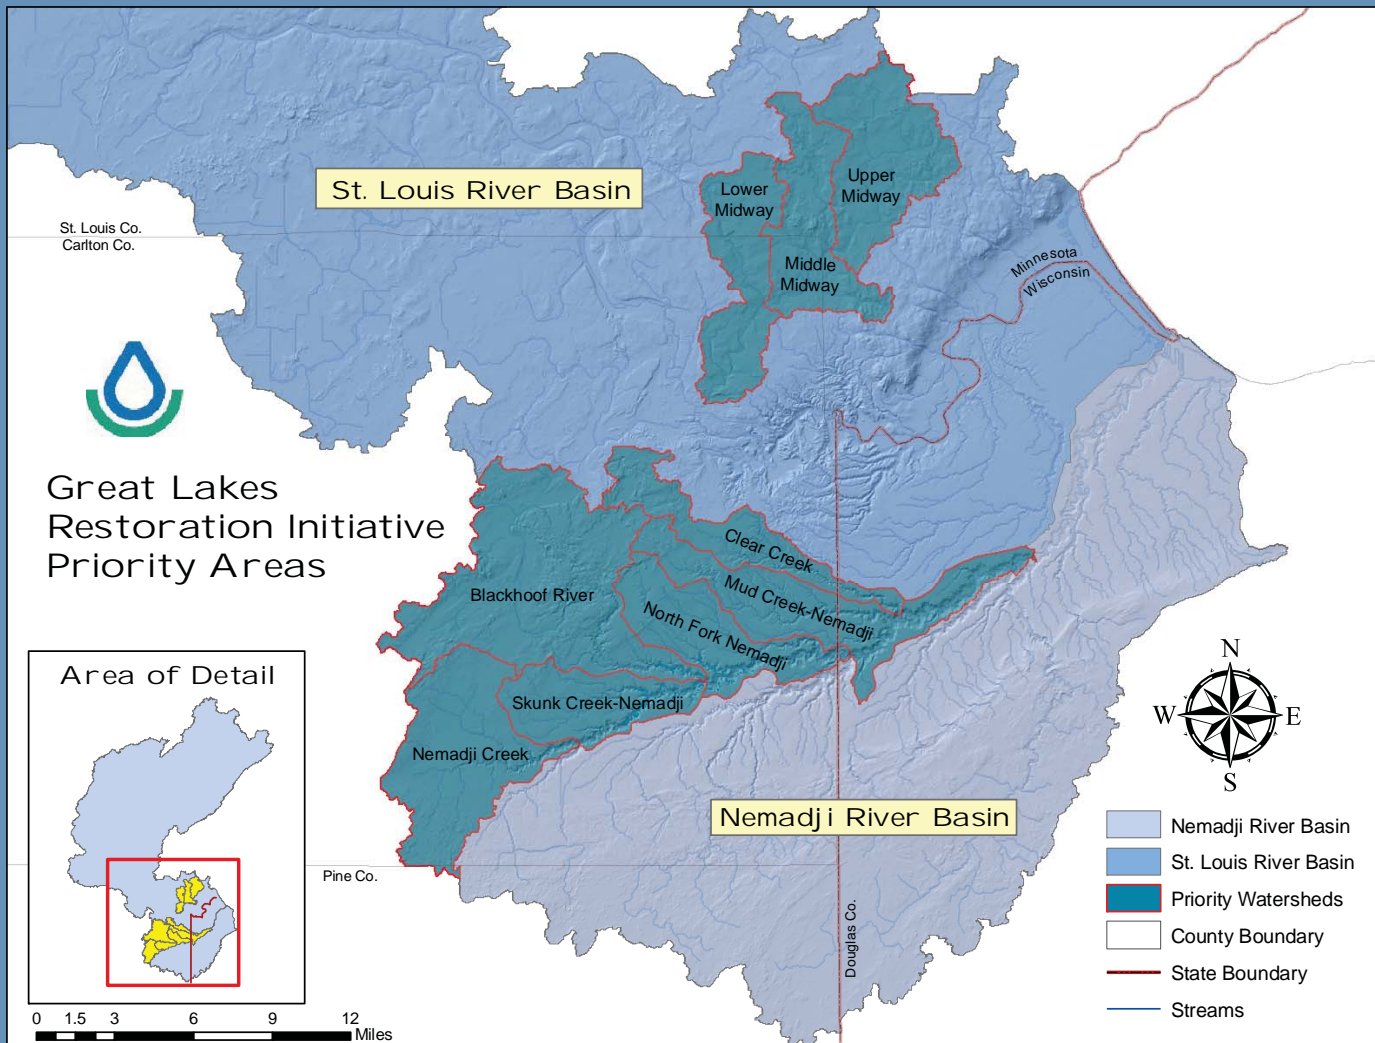 St. Louis River Basin
Lower
Midway
Upper
Midway
Middle
Midway
St. Louis Co.
Carlton Co.
Minnesota
Wisconsin
Great Lakes
Restoration Initiative
Priority Areas
Clear Creek
Blackhoof River
Mud Creek-Nemadji
North Fork Nemadji
Skunk Creek-Nemadji
Nemadji Creek
Area of Detail
N
W
E
S
Nemadji River Basin
Pine Co.
Douglas Co.
Nemadji River Basin
St. Louis River Basin
Priority Watersheds
County Boundary
State Boundary
Streams
0 1.5 3 6 9 12
Miles